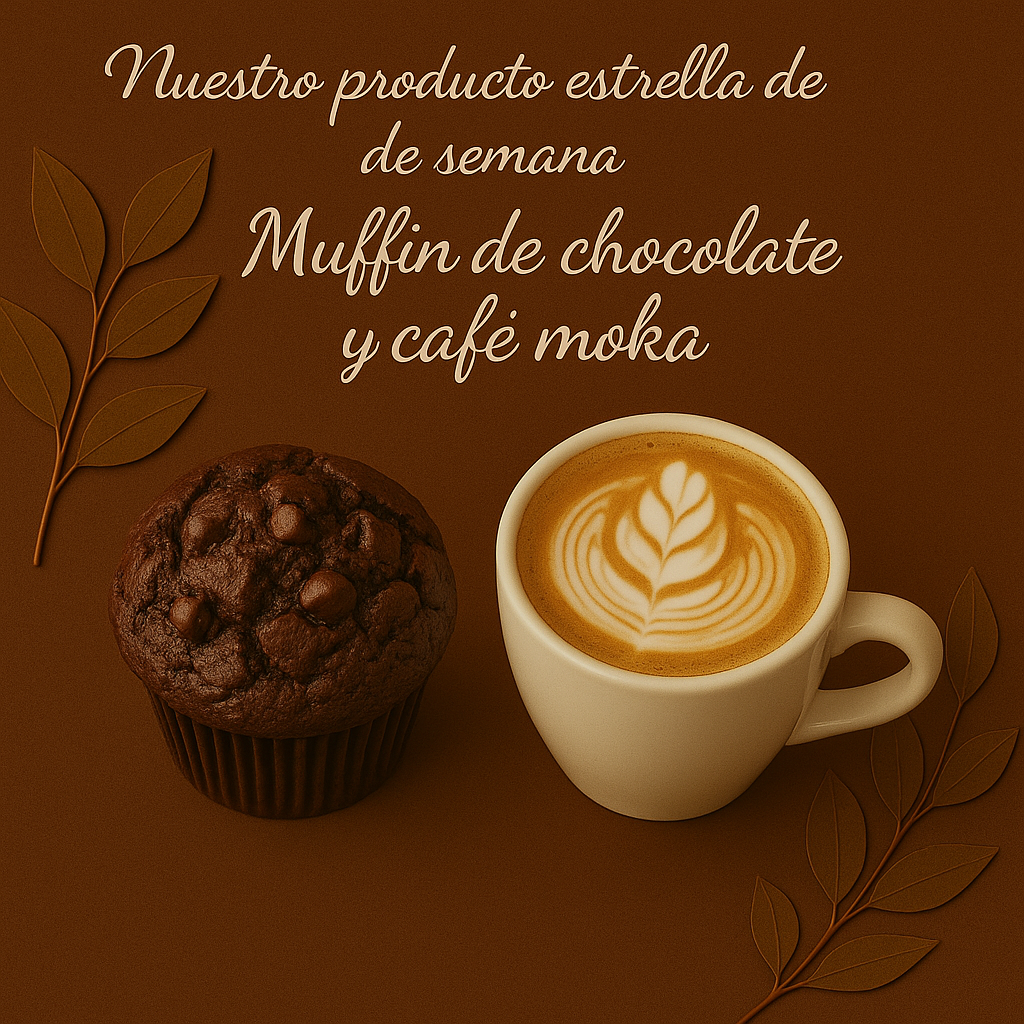 Nuestro producto estrella de
de semana
Muffin de chocolate
y café moka